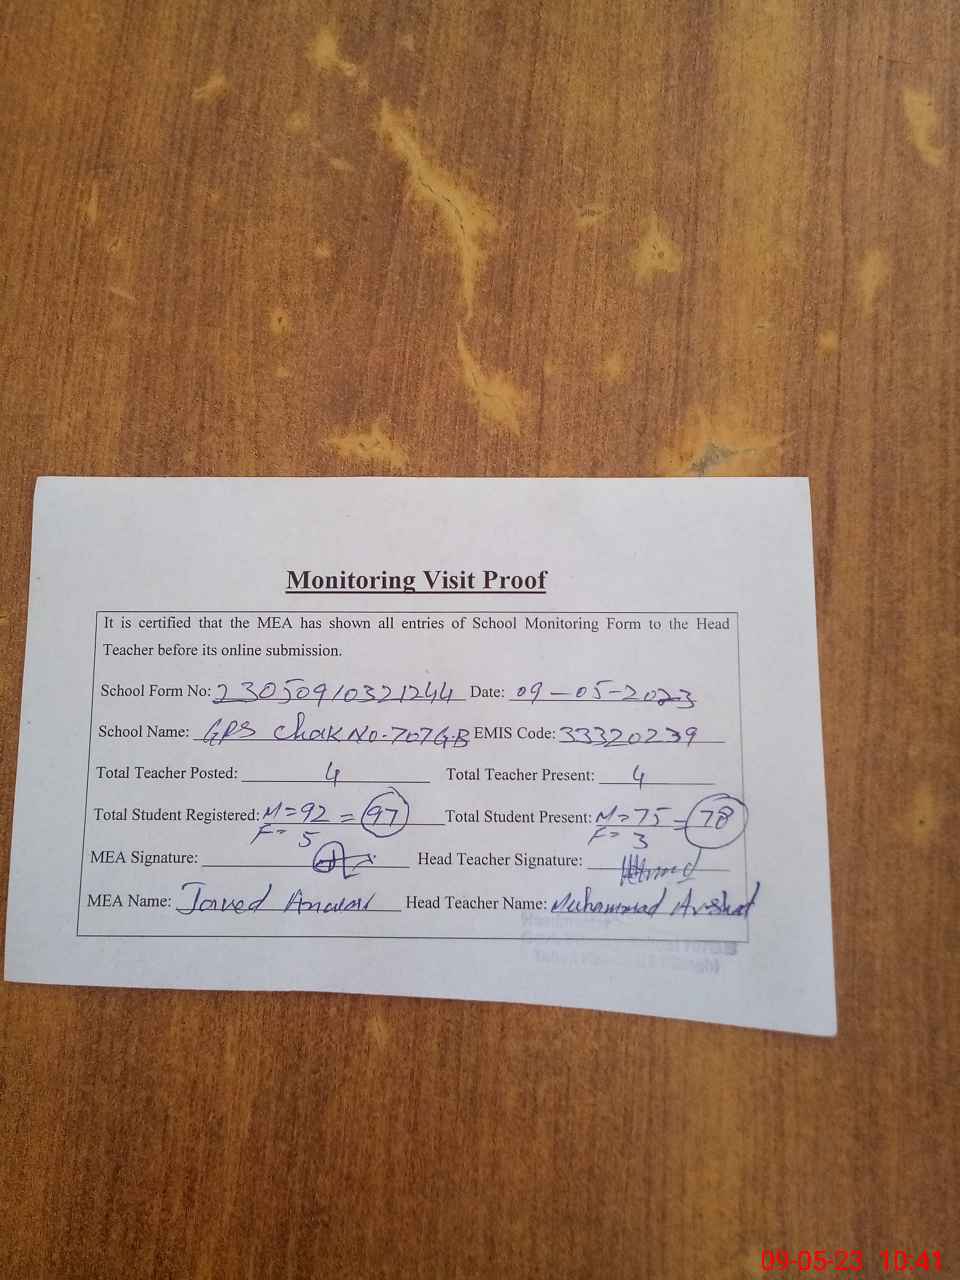 Monitoring Visit Proof
It is certified that the MEA has shown all entries of School Monitoring Form to the Head
Teacher before its online submission.
School Form No: 23050910321244 Date: 09-05-2023
School Name: GPS Chak No.707G.B EMIS Code: 33320239
Total Teacher Posted: 4 Total Teacher Present: 4
Total Student Registered: M=92 = 97 Total Student Present: M=75 = 78
F= 5 F= 3
MEA Signature: Head Teacher Signature:
MEA Name: Javed Anwar Head Teacher Name: Muhammad Arshad
09-05-23 10:41